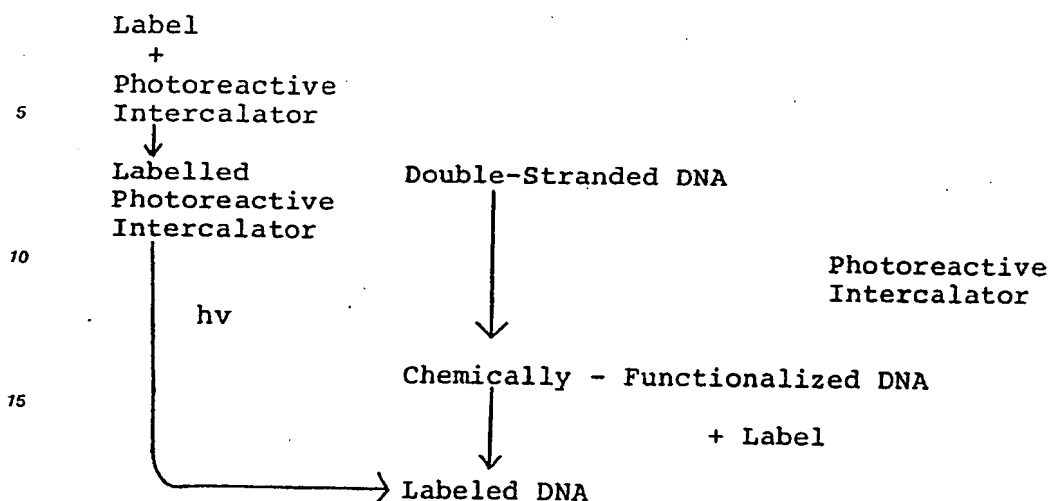 Label
+
Photoreactive
5 Intercalator
Labelled Double-Stranded DNA
Photoreactive
Intercalator
10 Photoreactive
Intercalator
hv
Chemically - Functionalized DNA
15
+ Label
Labeled DNA